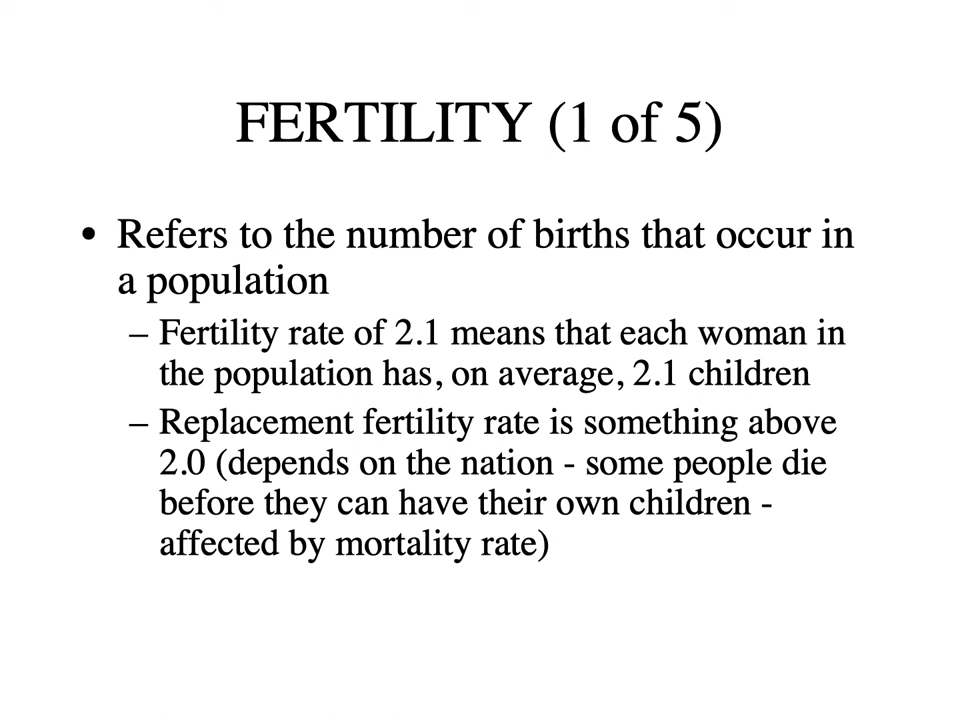 FERTILITY (1 of 5)
• Refers to the number of births that occur in
a population
– Fertility rate of 2.1 means that each woman in
the population has, on average, 2.1 children
– Replacement fertility rate is something above
2.0 (depends on the nation - some people die
before they can have their own children -
affected by mortality rate)